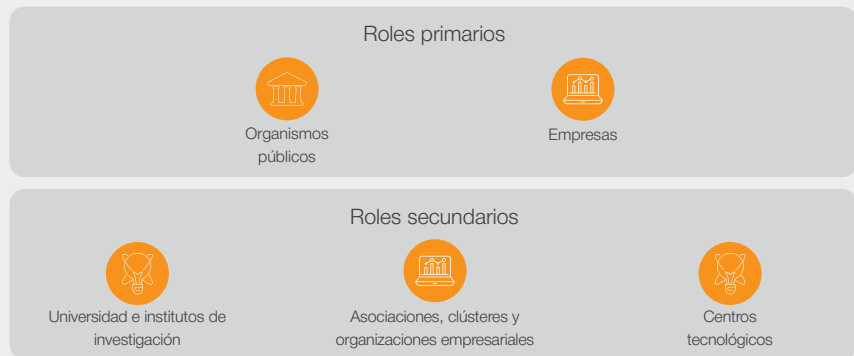 Roles primarios
Organismos
públicos
Empresas
Roles secundarios
Universidad e institutos de
investigación
Asociaciones, clústeres y
organizaciones empresariales
Centros
tecnológicos